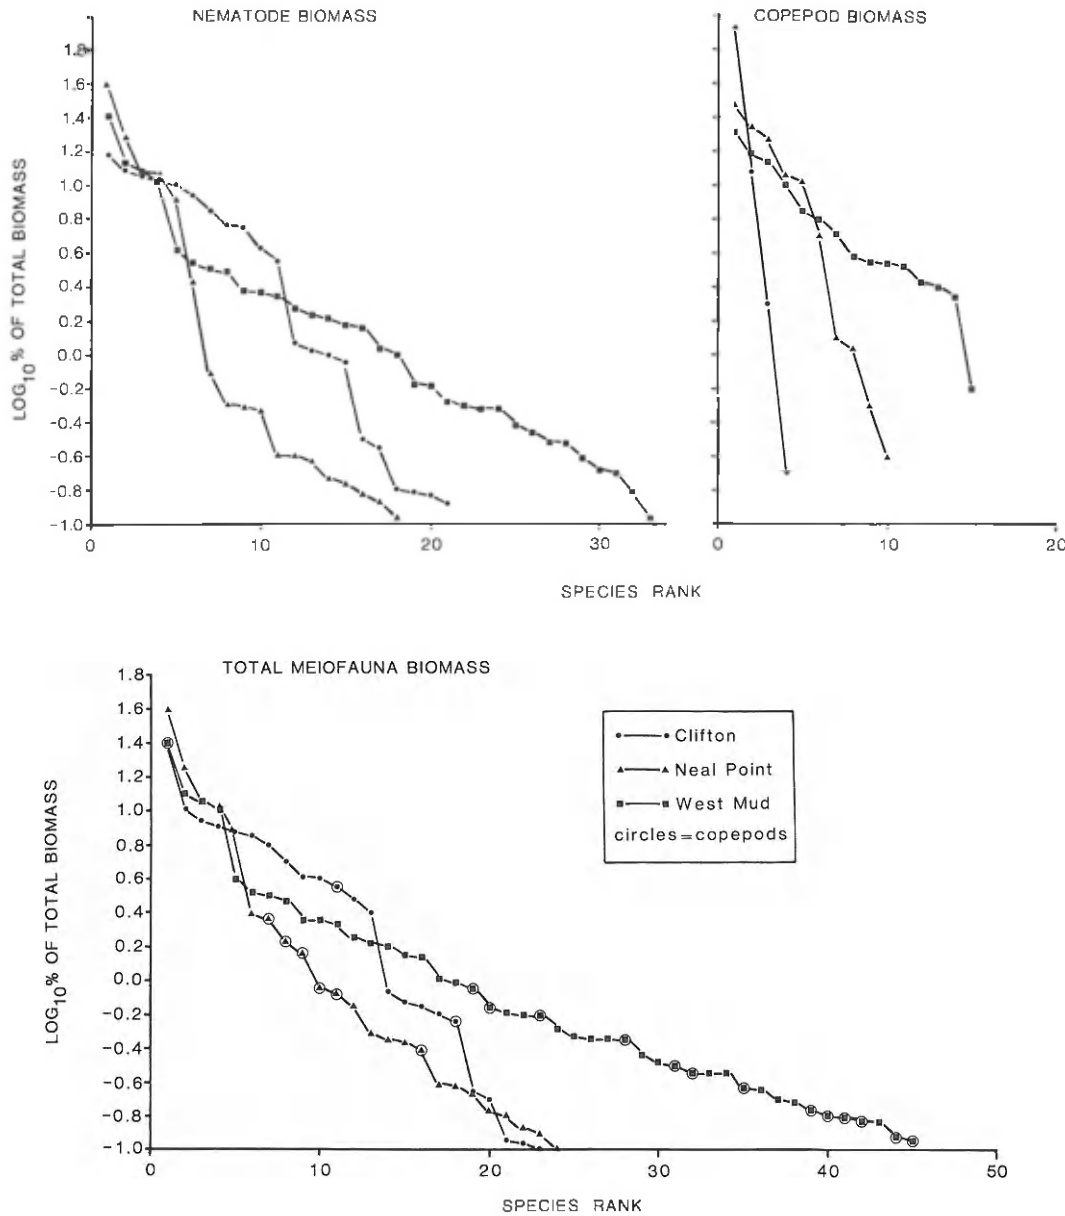 NEMATODE BIOMASS
COPEPOD BIOMASS
LOG10% OF TOTAL BIOMASS
1.8
1.6
1.4
1.2
1.0
0.8
0.6
0.4
0.2
0.0
-0.2
-0.4
-0.6
-0.8
-1.0
0 10 20 30
0 10 20
SPECIES RANK
TOTAL MEIOFAUNA BIOMASS
LOG10% OF TOTAL BIOMASS
1.8
1.6
1.4
1.2
1.0
0.8
0.6
0.4
0.2
0.0
-0.2
-0.4
-0.6
-0.8
-1.0
Clifton
Neal Point
West Mud
circles=copepods
0 10 20 30 40 50
SPECIES RANK